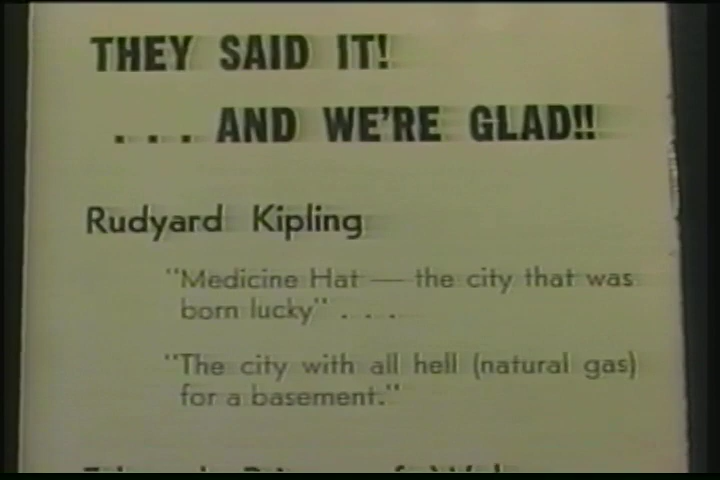 THEY SAID IT!
. . . AND WE'RE GLAD!!
Rudyard Kipling
"Medicine Hat — the city that was
born lucky" . . .
"The city with all hell (natural gas)
for a basement."